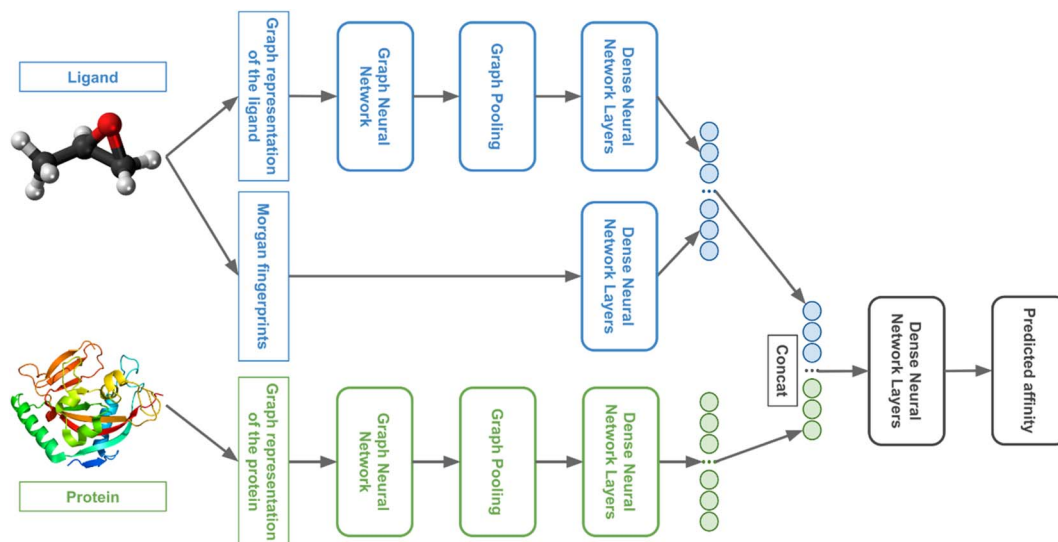 Ligand
Graph representation
of the ligand
Graph Neural
Network
Graph Pooling
Dense Neural
Network Layers
Morgan fingerprints
Dense Neural
Network Layers
Concat
Dense Neural
Network Layers
Predicted affinity
Protein
Graph representation
of the protein
Graph Neural
Network
Graph Pooling
Dense Neural
Network Layers